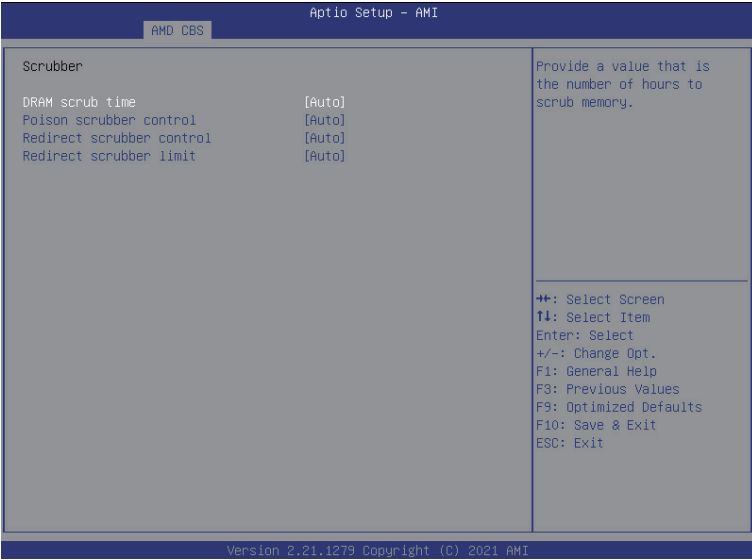 Aptio Setup – AMI
AMD CBS
Scrubber
DRAM scrub time [Auto]
Poison scrubber control [Auto]
Redirect scrubber control [Auto]
Redirect scrubber limit [Auto]
Provide a value that is
the number of hours to
scrub memory.
→←: Select Screen
↑↓: Select Item
Enter: Select
+/-: Change Opt.
F1: General Help
F3: Previous Values
F9: Optimized Defaults
F10: Save & Exit
ESC: Exit
Version 2.21.1279 Copyright (C) 2021 AMI